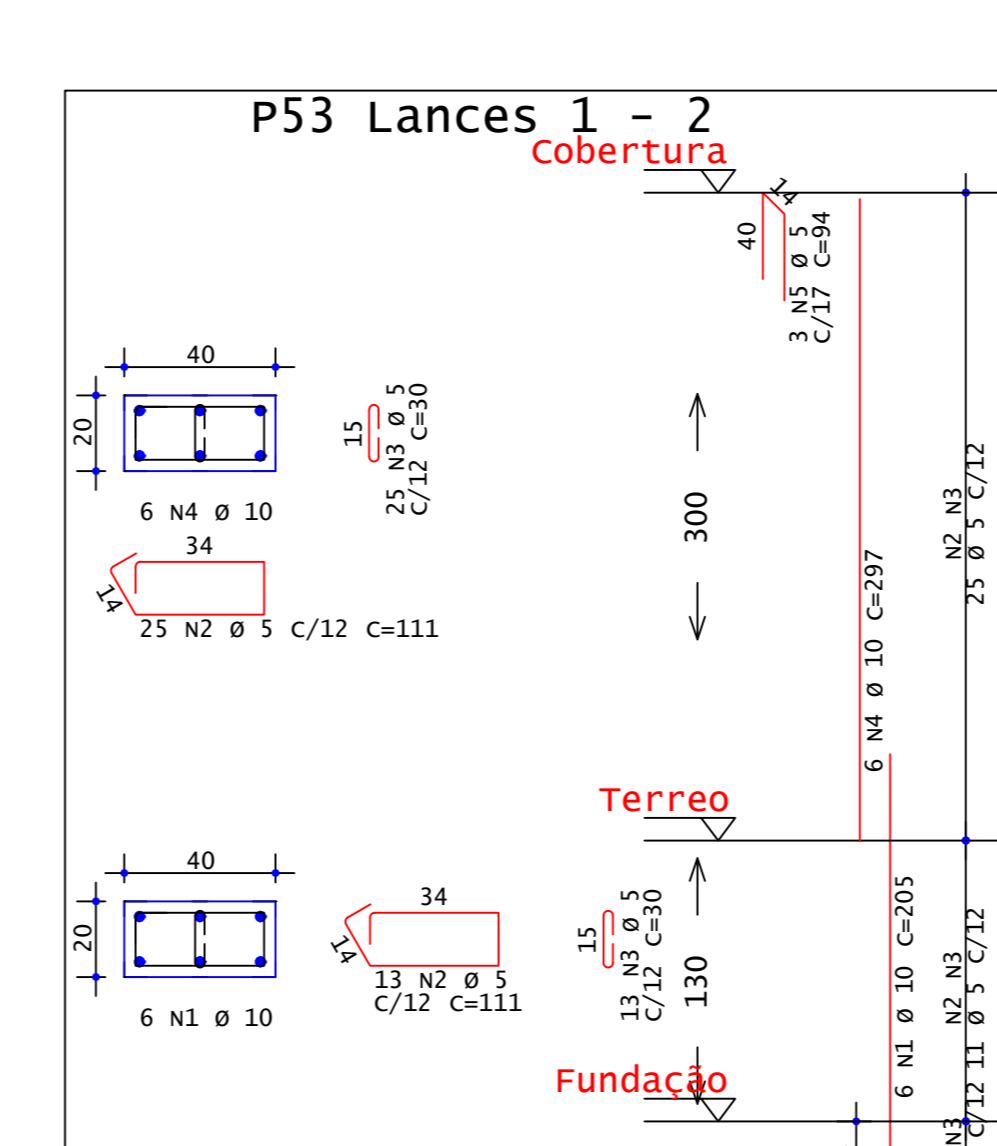 P53 Lances 1 - 2
Cobertura
14
40
3 N5 Ø 5
C/17 C=94
40
20
6 N4 Ø 10
15
25 N3 Ø 5
C/12 C=30
34
14
25 N2 Ø 5 C/12 C=111
300
6 N4 Ø 10 C=297
N2 N3
25 Ø 5 C/12
Terreo
40
20
6 N1 Ø 10
34
14
13 N2 Ø 5
C/12 C=111
15
13 N3 Ø 5
C/12 C=30
130
6 N1 Ø 10 C=205
N2 N3
11 Ø 5 C/12
Fundaçao
N3
C/12